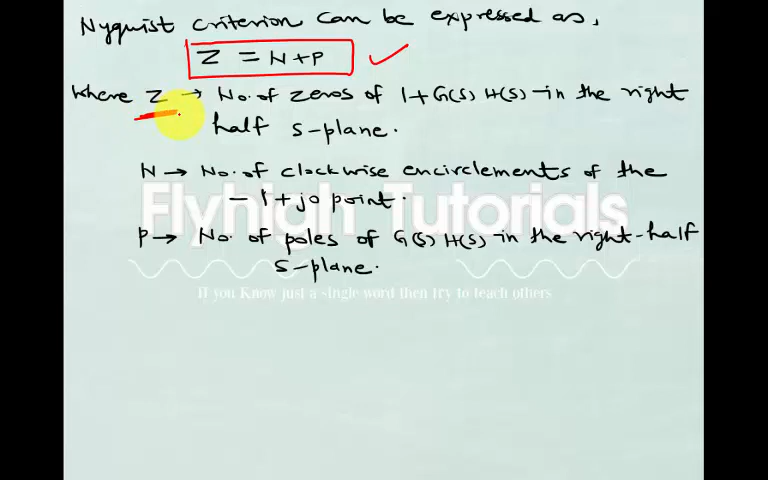 Nyquist criterion can be expressed as,
Z = N+P
where Z → No. of zeros of 1+G(s) H(s) in the right
half s-plane.
N → No. of clockwise encirclements of the
-1+j0 point.
P → No. of poles of G(s) H(s) in the right-half
s-plane.
Flyhigh Tutorials
If you Know just a single word then try to teach others